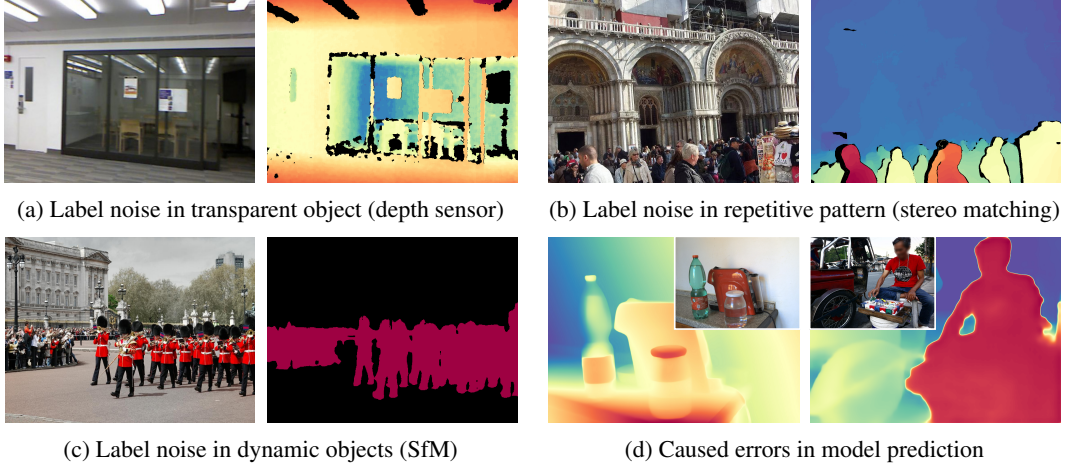 (a) Label noise in transparent object (depth sensor)
(b) Label noise in repetitive pattern (stereo matching)
(c) Label noise in dynamic objects (SfM)
(d) Caused errors in model prediction